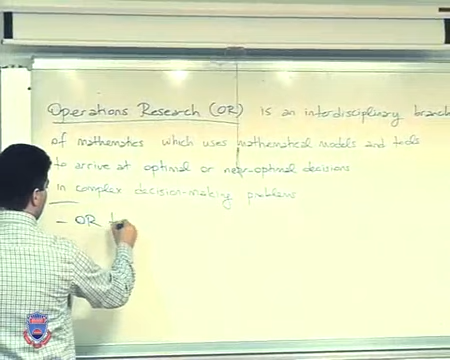 Operations Research (OR) is an interdisciplinary branch
of mathematics which uses mathematical models and tools
to arrive at optimal or near-optimal decisions
in complex decision-making problems
- OR